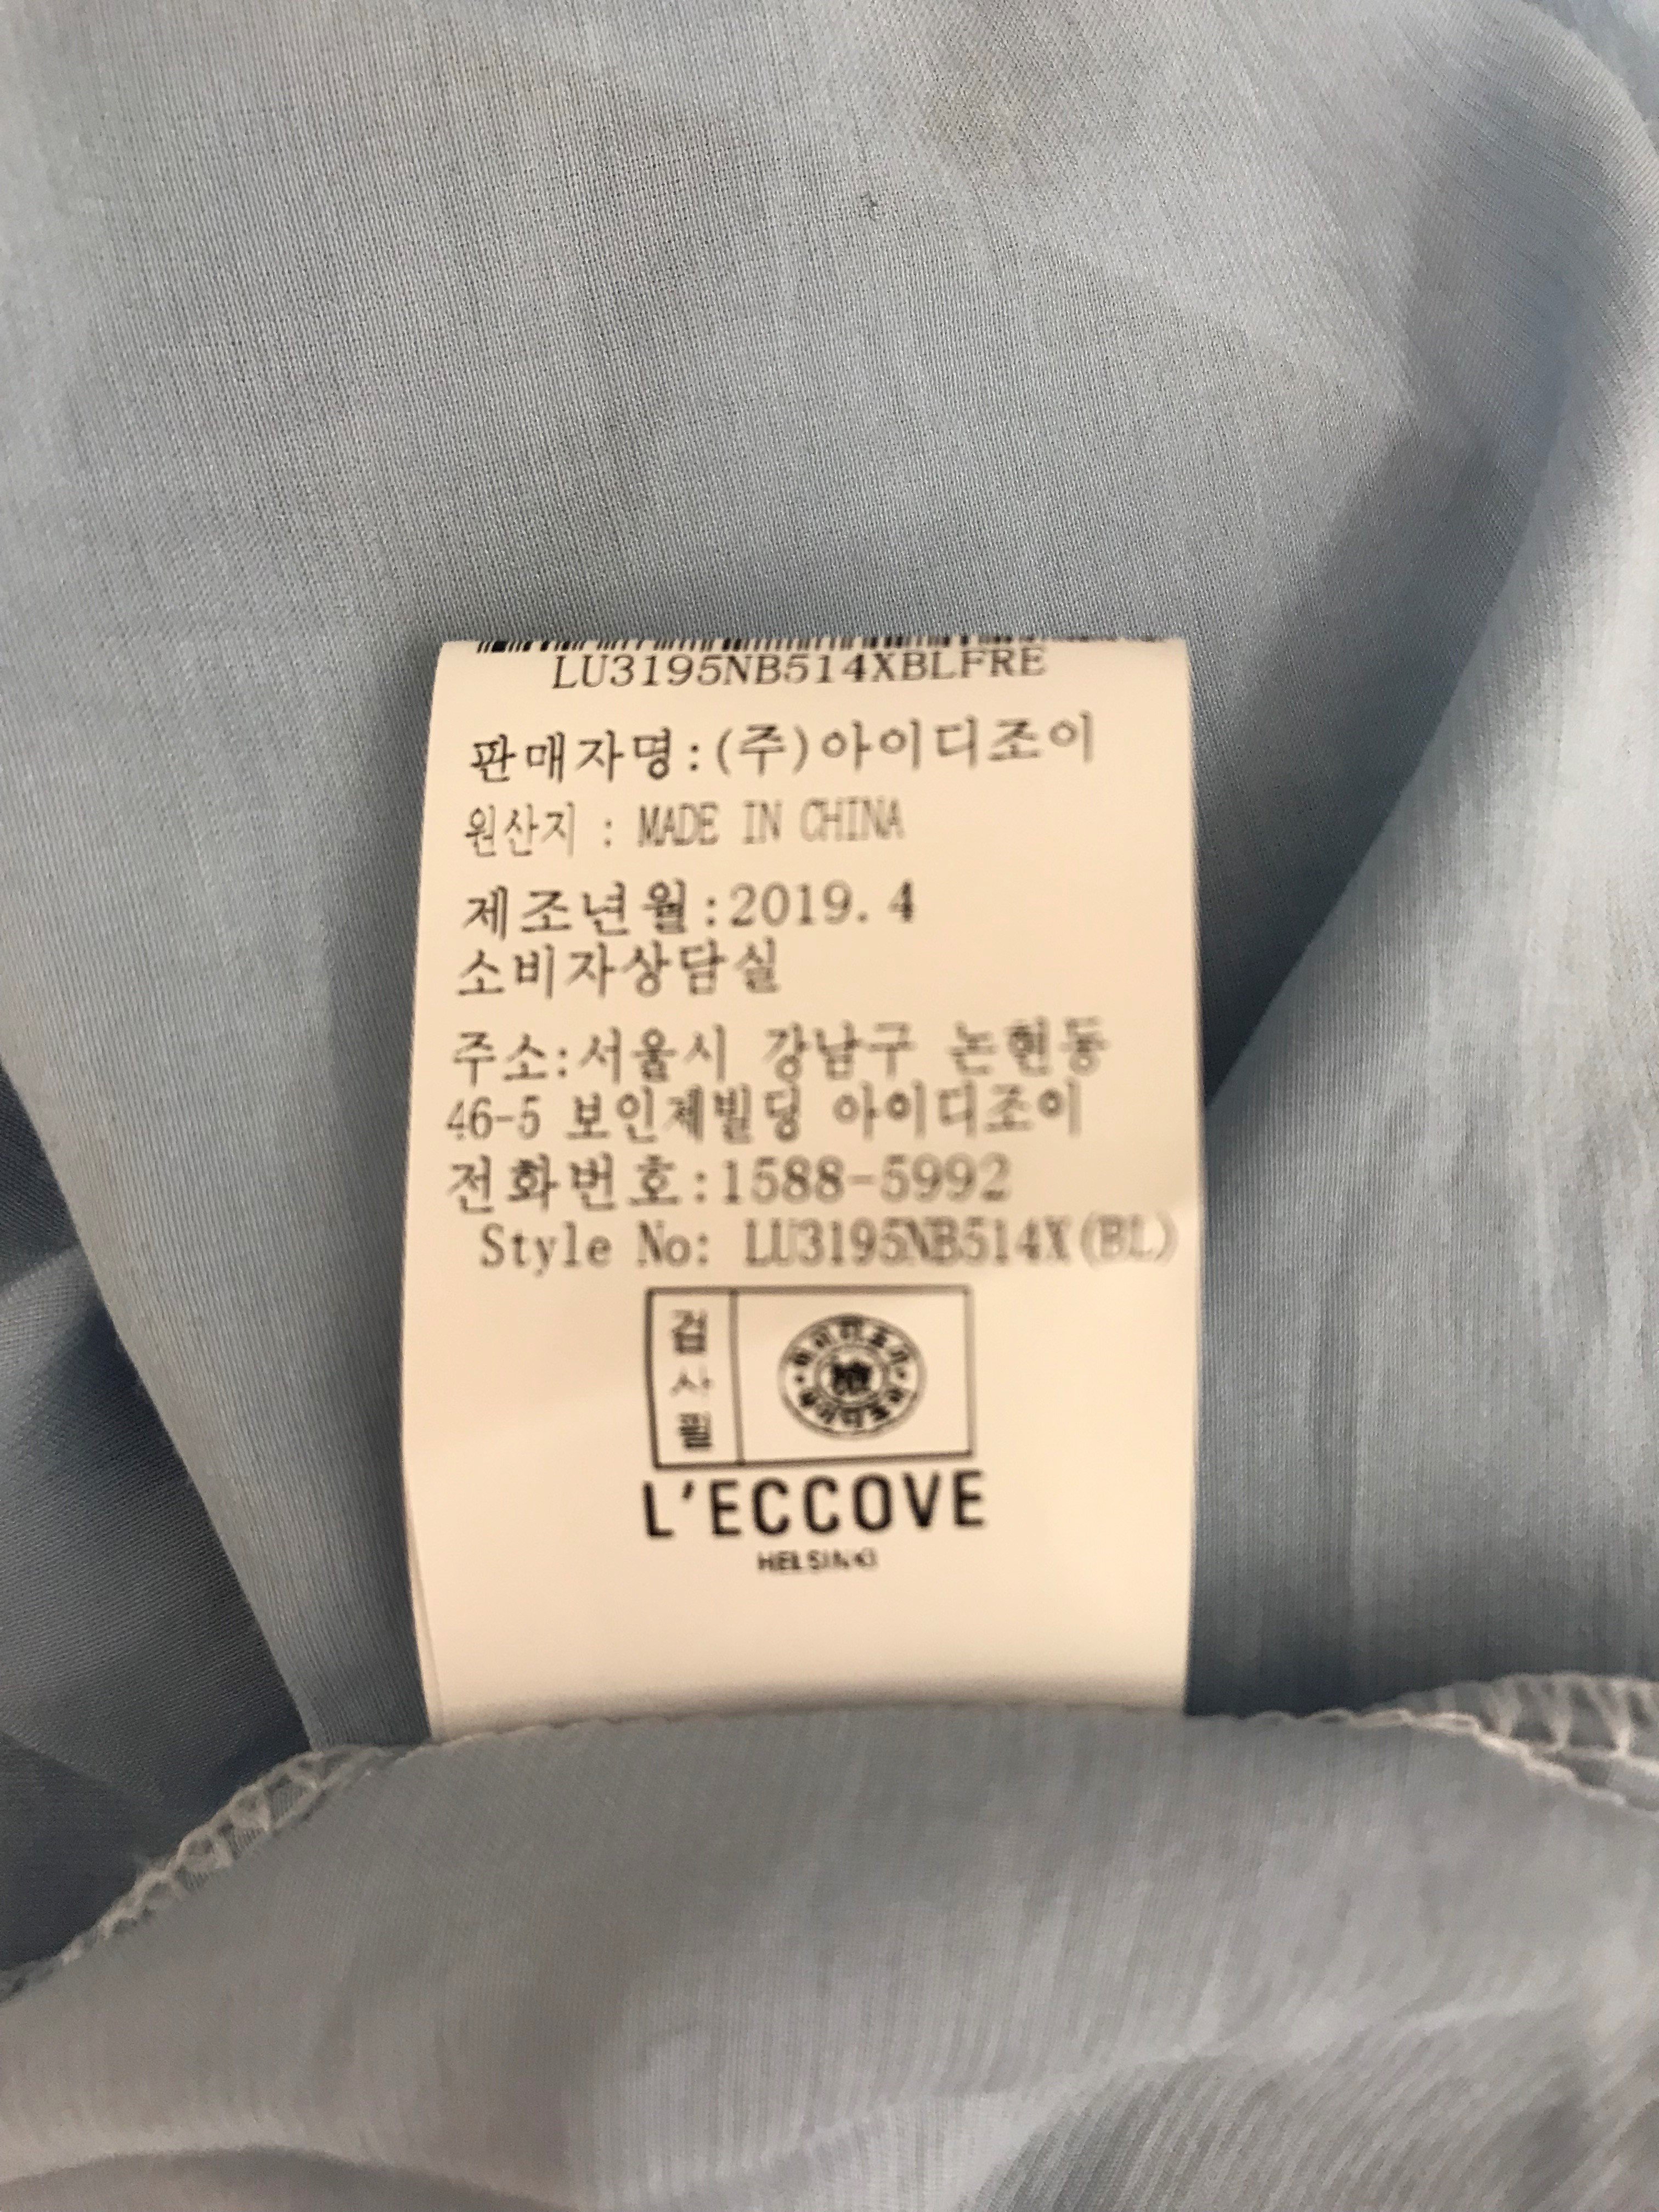 LU3195NB514XBLFRE
판매자명:(주)아이디조이
원산지 : MADE IN CHINA
제조년월:2019. 4
소비자상담실
주소:서울시 강남구 논현동
46-5 보인제빌딩 아이디조이
전화번호:1588-5992
Style No: LU3195NB514X(BL)
검사필
L'ECCOVE
HELSINKI